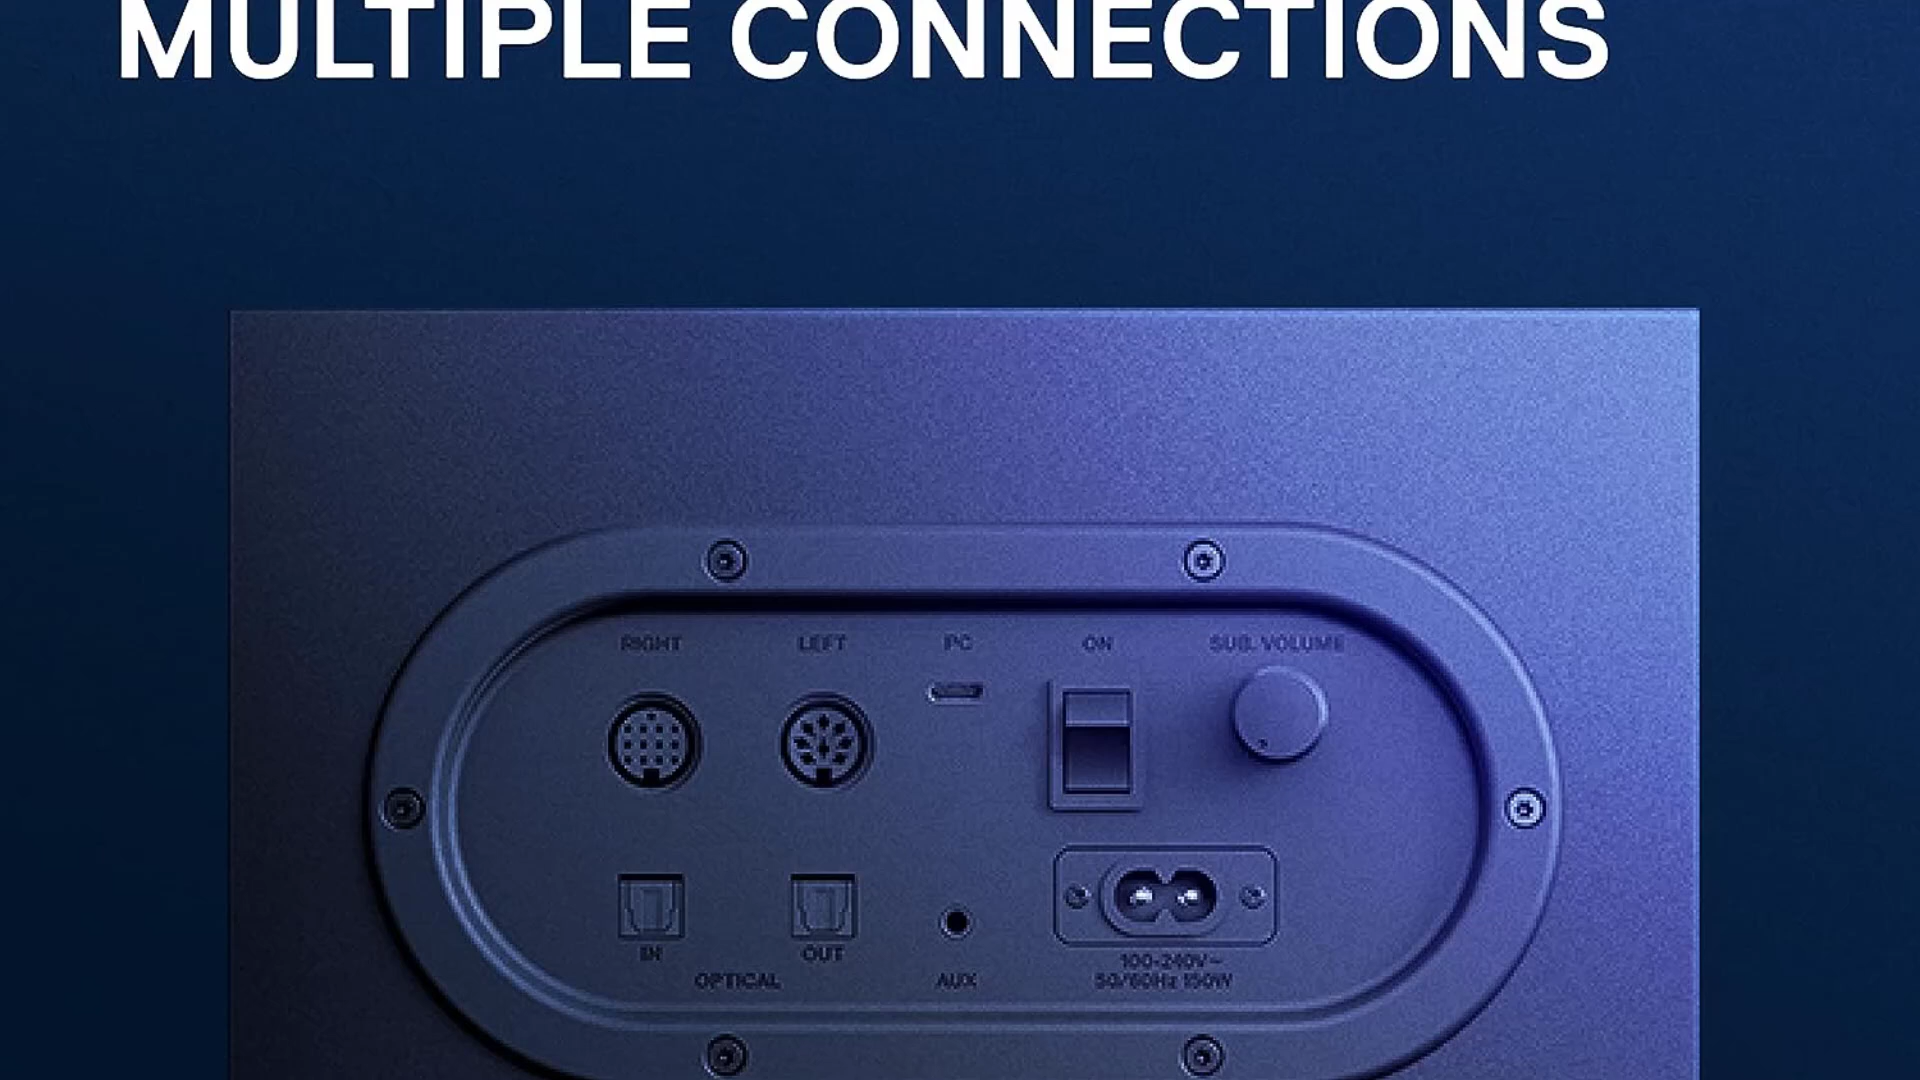 MULTIPLE CONNECTIONS
RIGHT
LEFT
PC
ON
SUB. VOLUME
IN
OUT
OPTICAL
AUX
100-240V~
50/60Hz 150W